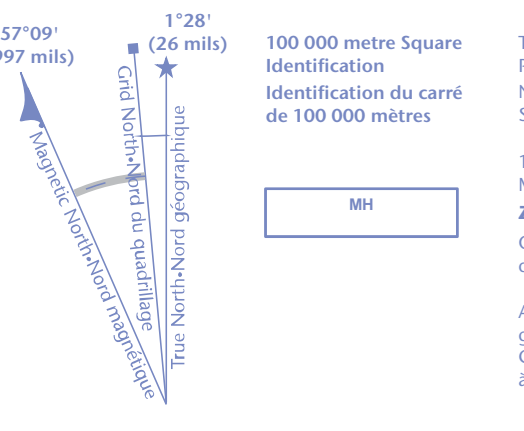 57°09'
997 mils)
1°28'
(26 mils)
Magnetic North•Nord magnétique
Grid North•Nord du quadrillage
True North•Nord géographique
100 000 metre Square
Identification
Identification du carré
de 100 000 mètres
MH